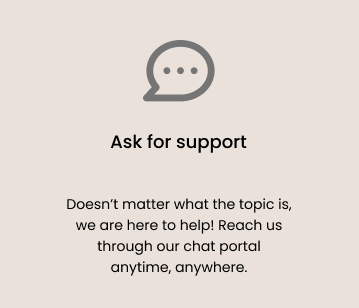 Ask for support
Doesn’t matter what the topic is,
we are here to help! Reach us
through our chat portal
anytime, anywhere.